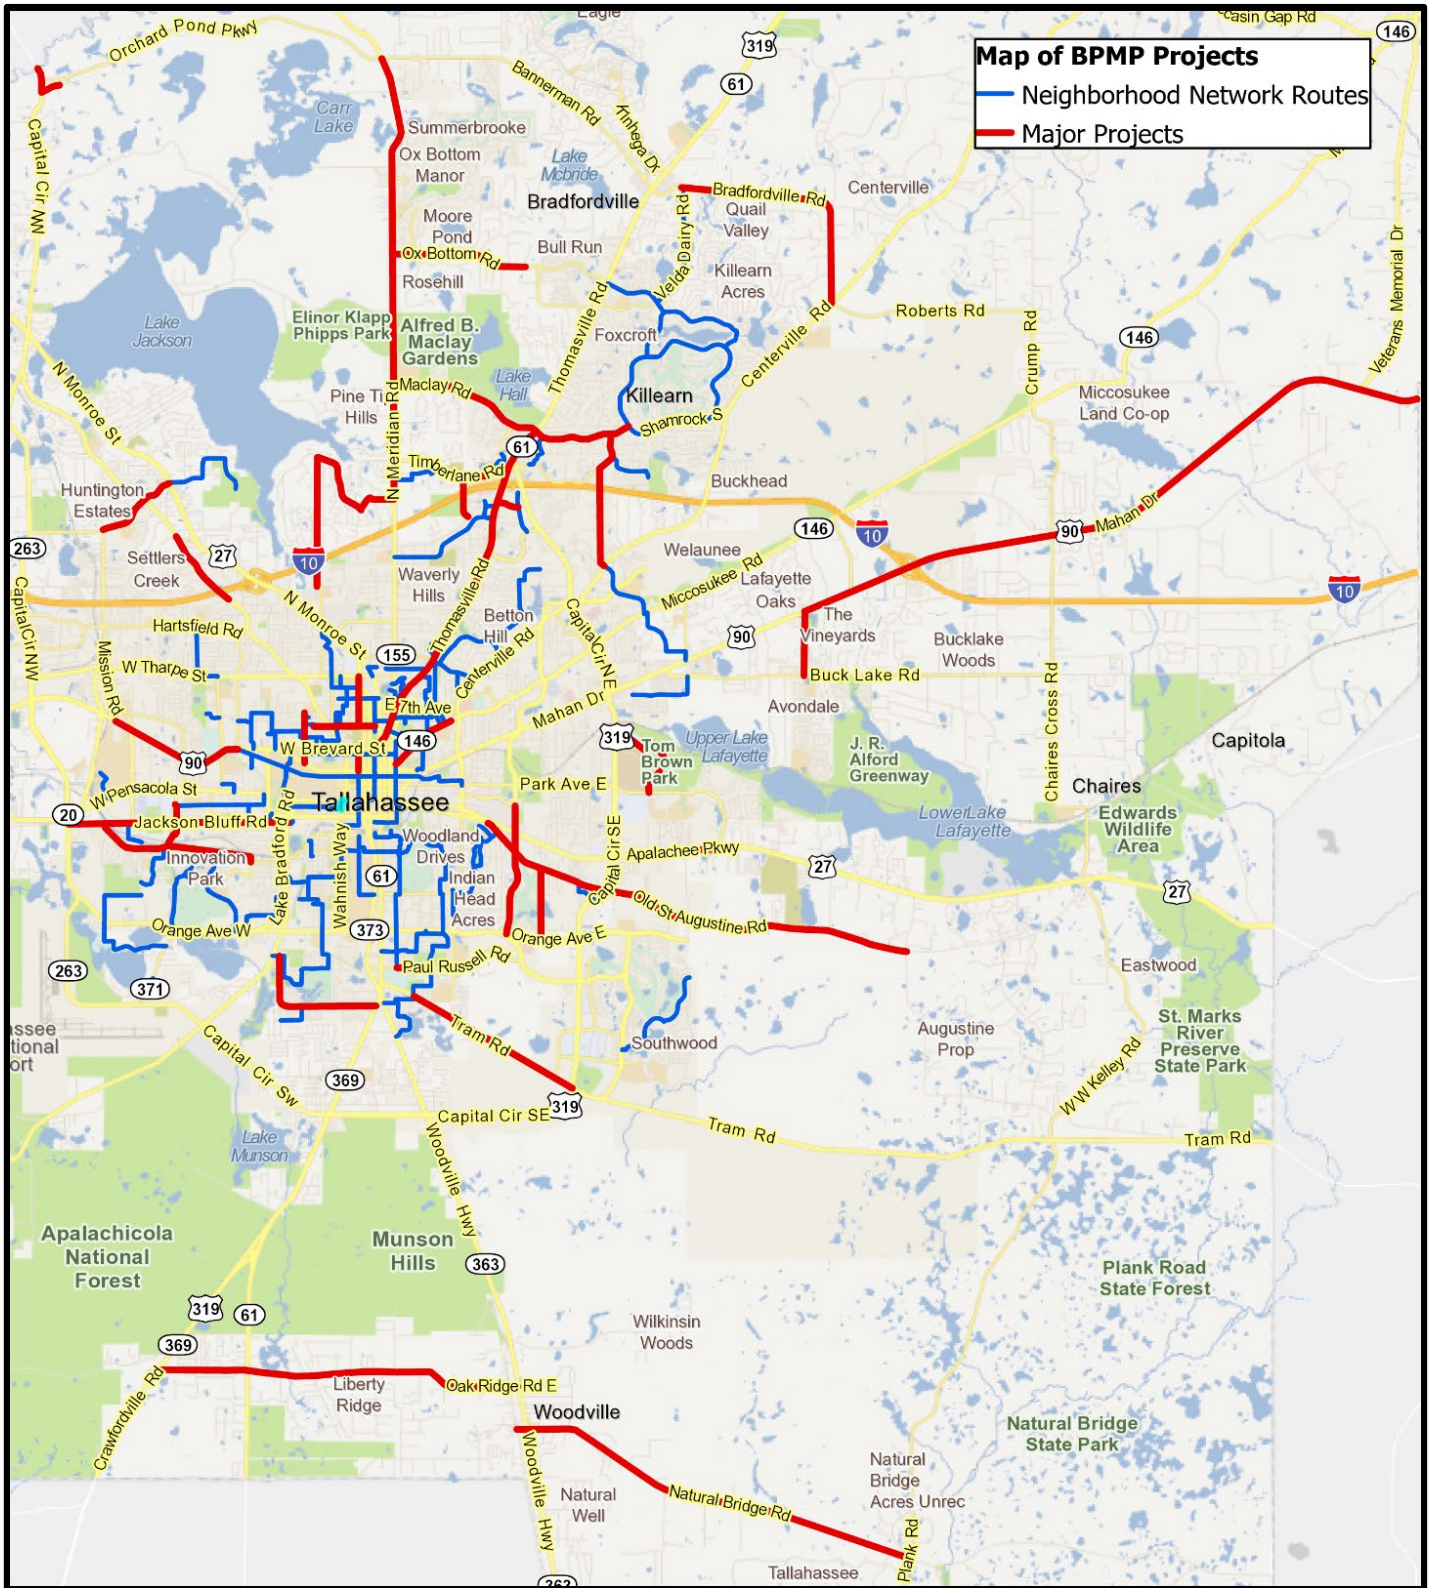 Eagle
casin Gap Rd
146
Orchard Pond Pkwy
319
Map of BPMP Projects
Neighborhood Network Routes
Major Projects
61
Bannerman Rd
Kinhega Dr
Carr
Lake
Capital Cir NW
Summerbrooke
Ox Bottom
Manor
Lake
Mcbride
Bradfordville
Bradfordville Rd
Centerville
Quail
Valley
Moore
Pond
Velda Dairy Rd
Veterans Memorial Dr
Ox Bottom Rd
Bull Run
Rosehill
Killearn
Acres
Lake
Jackson
Elinor Klapp
Phipps Park
Alfred B.
Maclay
Gardens
Thomasville Rd
Foxcroft
Centerville Rd
Roberts Rd
Crump Rd
146
N Monroe St
Pine Ti
Hills
N Meridian Rd
Maclay Rd
Lake
Hall
Killearn
Shamrock S
Miccosukee
Land Co-op
61
Timberlane Rd
Huntington
Estates
Buckhead
146
10
90
Mahan Dr
263
Settlers
Creek
27
10
Welaunee
Miccosukee Rd
Lafayette
Oaks
10
Capital Cir NW
Waverly
Hills
Thomasville Rd
Betton
Hill
Capital Cir NE
The
Vineyards
N Monroe St
Hartsfield Rd
90
Bucklake
Woods
Mission Rd
W Tharpe St
155
Centerville Rd
Buck Lake Rd
Chaires Cross Rd
E 7th Ave
Mahan Dr
Avondale
W Brevard St
146
319
Tom
Brown
Park
Upper Lake
Lafayette
J. R.
Alford
Greenway
Capitola
90
W Pensacola St
Tallahassee
Park Ave E
Chaires
20
Jackson Bluff Rd
Lake Bradford Rd
Wahnish Way
Woodland
Drives
Capital Cir SE
Apalachee Pkwy
Lower Lake
Lafayette
Edwards
Wildlife
Area
Innovation
Park
61
Indian
Head
Acres
27
27
Old St Augustine Rd
Orange Ave W
373
Orange Ave E
263
371
Paul Russell Rd
Eastwood
ssee
tional
ort
Capital Cir Sw
Tram Rd
Southwood
Augustine
Prop
St. Marks
River
Preserve
State Park
W W Kelley Rd
369
Capital Cir SE
319
Tram Rd
Tram Rd
Lake
Munson
Woodville Hwy
Apalachicola
National
Forest
Munson
Hills
363
Plank Road
State Forest
319
61
Wilkinsin
Woods
369
Crawfordville Rd
Liberty
Ridge
Oak Ridge Rd E
Woodville
Natural Bridge
State Park
Woodville Hwy
Natural
Well
Natural Bridge Rd
Natural
Bridge
Acres Unrec
Plank Rd
Tallahassee